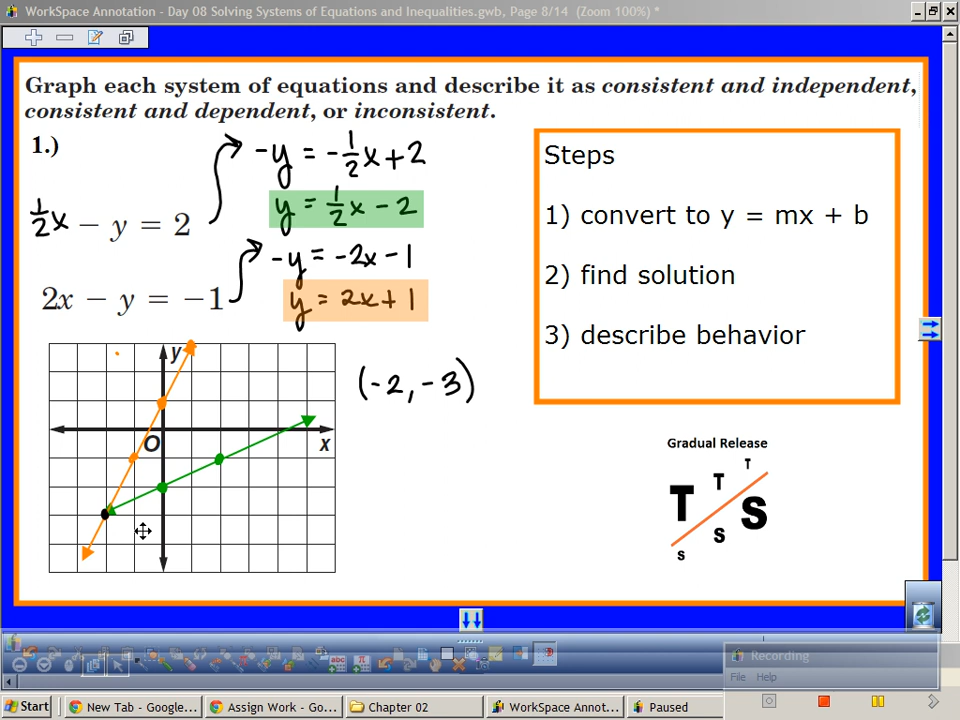 WorkSpace Annotation - Day 08 Solving Systems of Equations and Inequalities.gwb, Page 8/14 (Zoom 100%) *
Graph each system of equations and describe it as consistent and independent,
consistent and dependent, or inconsistent.
1.)
-y = -1/2x + 2
1/2x - y = 2
y = 1/2x - 2
-y = -2x - 1
2x - y = -1
y = 2x + 1
Steps
1) convert to y = mx + b
2) find solution
3) describe behavior
y
O
x
(-2, -3)
Gradual Release
T T T
S S S
Recording
File Help
Start
New Tab - Google...
Assign Work - Go...
Chapter 02
WorkSpace Annot...
Paused